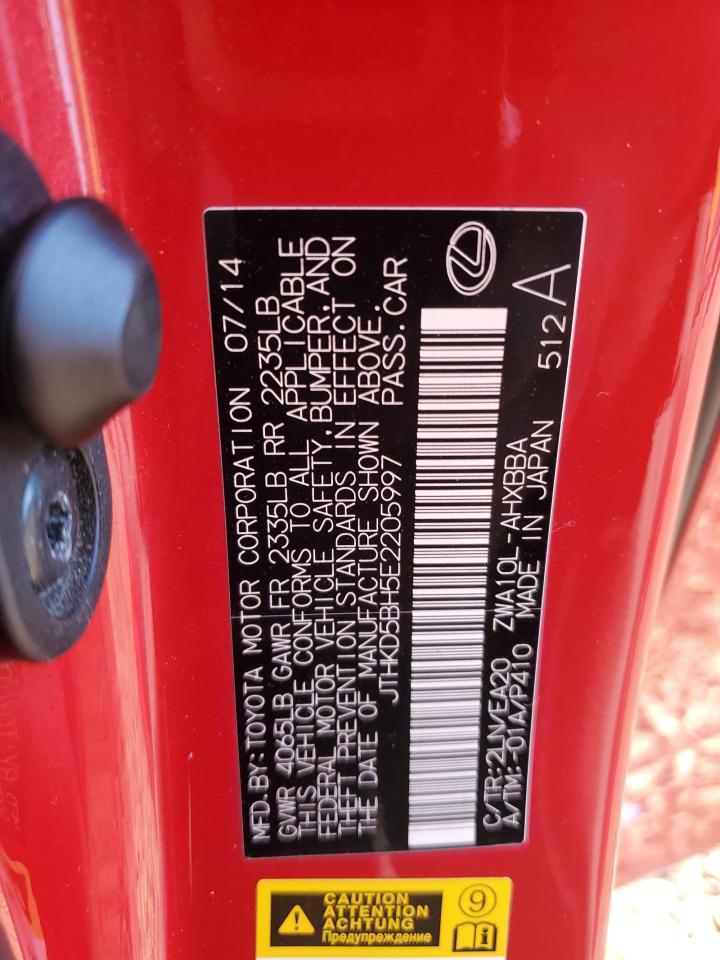 MFD.BY:TOYOTA MOTOR CORPORATION 07/14
GVWR 4065LB GAWR FR 2335LB RR 2235LB
THIS VEHICLE CONFORMS TO ALL APPLICABLE
FEDERAL MOTOR VEHICLE SAFETY,BUMPER,AND
THEFT PREVENTION STANDARDS IN EFFECT ON
THE DATE OF MANUFACTURE SHOWN ABOVE.
JTHKD5BH5E2205997 PASS.CAR
C/TR:2LN/EA20 ZWA10L-AHXBBA
A/TM:-01A/P410 MADE IN JAPAN 512 A
CAUTION
ATTENTION
ACHTUNG
Предупреждение
9
i